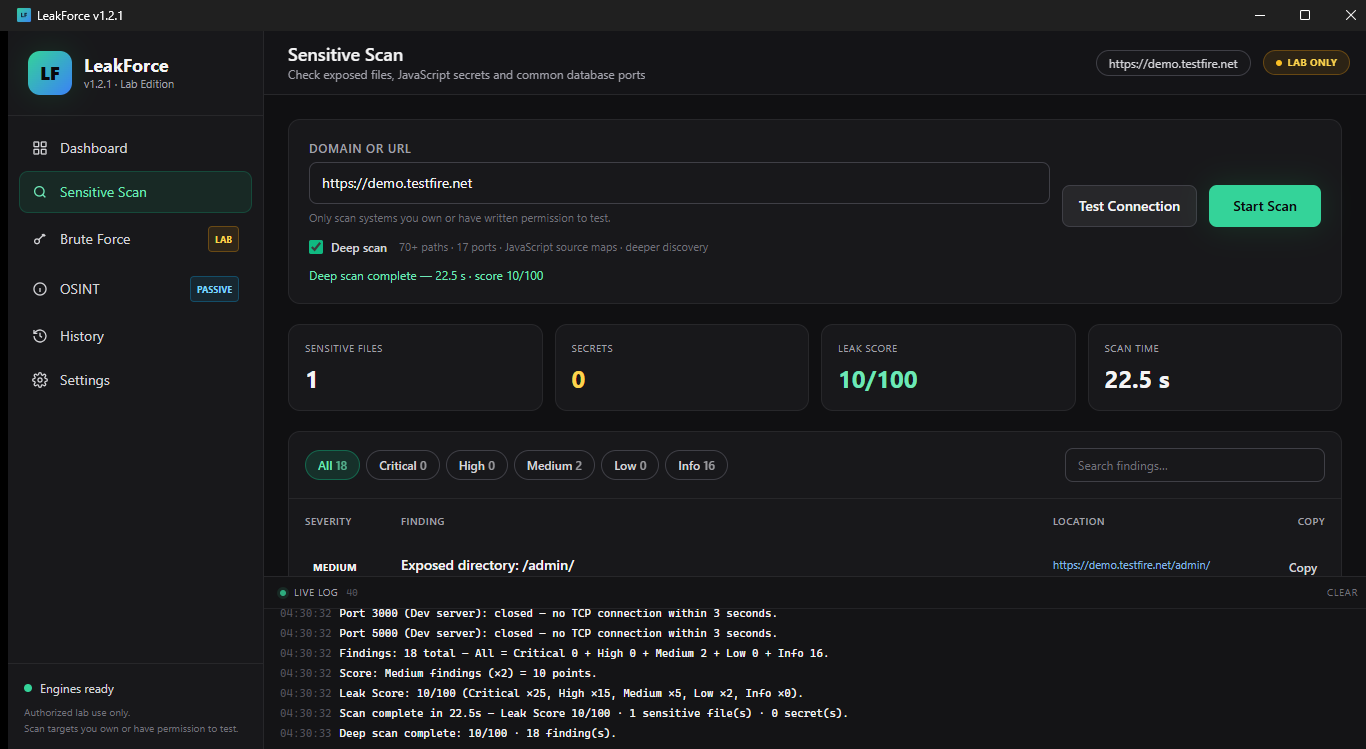 LF LeakForce v1.2.1
LF
LeakForce
v1.2.1 · Lab Edition
Dashboard
Sensitive Scan
Brute Force LAB
OSINT PASSIVE
History
Settings
Engines ready
Authorized lab use only.
Scan targets you own or have permission to test.
Sensitive Scan
Check exposed files, JavaScript secrets and common database ports
https://demo.testfire.net
LAB ONLY
DOMAIN OR URL
https://demo.testfire.net
Test Connection
Start Scan
Only scan systems you own or have written permission to test.
Deep scan 70+ paths · 17 ports · JavaScript source maps · deeper discovery
Deep scan complete — 22.5 s · score 10/100
SENSITIVE FILES
1
SECRETS
0
LEAK SCORE
10/100
SCAN TIME
22.5 s
All 18 Critical 0 High 0 Medium 2 Low 0 Info 16
Search findings...
SEVERITY FINDING LOCATION COPY
MEDIUM Exposed directory: /admin/ https://demo.testfire.net/admin/ Copy
LIVE LOG 40 CLEAR
04:30:32 Port 3000 (Dev server): closed — no TCP connection within 3 seconds.
04:30:32 Port 5000 (Dev server): closed — no TCP connection within 3 seconds.
04:30:32 Findings: 18 total — All = Critical 0 + High 0 + Medium 2 + Low 0 + Info 16.
04:30:32 Score: Medium findings (×2) = 10 points.
04:30:32 Leak Score: 10/100 (Critical ×25, High ×15, Medium ×5, Low ×2, Info ×0).
04:30:32 Scan complete in 22.5s — Leak Score 10/100 · 1 sensitive file(s) · 0 secret(s).
04:30:33 Deep scan complete: 10/100 · 18 finding(s).